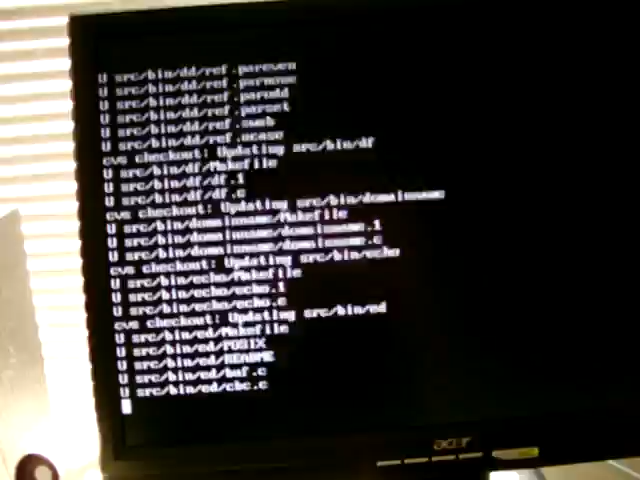 U src/bin/dd/ref.pareven
U src/bin/dd/ref.parnone
U src/bin/dd/ref.parodd
U src/bin/dd/ref.parset
U src/bin/dd/ref.swab
U src/bin/dd/ref.ucase
cvs checkout: Updating src/bin/df
U src/bin/df/Makefile
U src/bin/df/df.1
U src/bin/df/df.c
cvs checkout: Updating src/bin/domainname
U src/bin/domainname/Makefile
U src/bin/domainname/domainname.1
U src/bin/domainname/domainname.c
cvs checkout: Updating src/bin/echo
U src/bin/echo/Makefile
U src/bin/echo/echo.1
U src/bin/echo/echo.c
cvs checkout: Updating src/bin/ed
U src/bin/ed/Makefile
U src/bin/ed/POSIX
U src/bin/ed/README
U src/bin/ed/buf.c
U src/bin/ed/cbc.c
acer